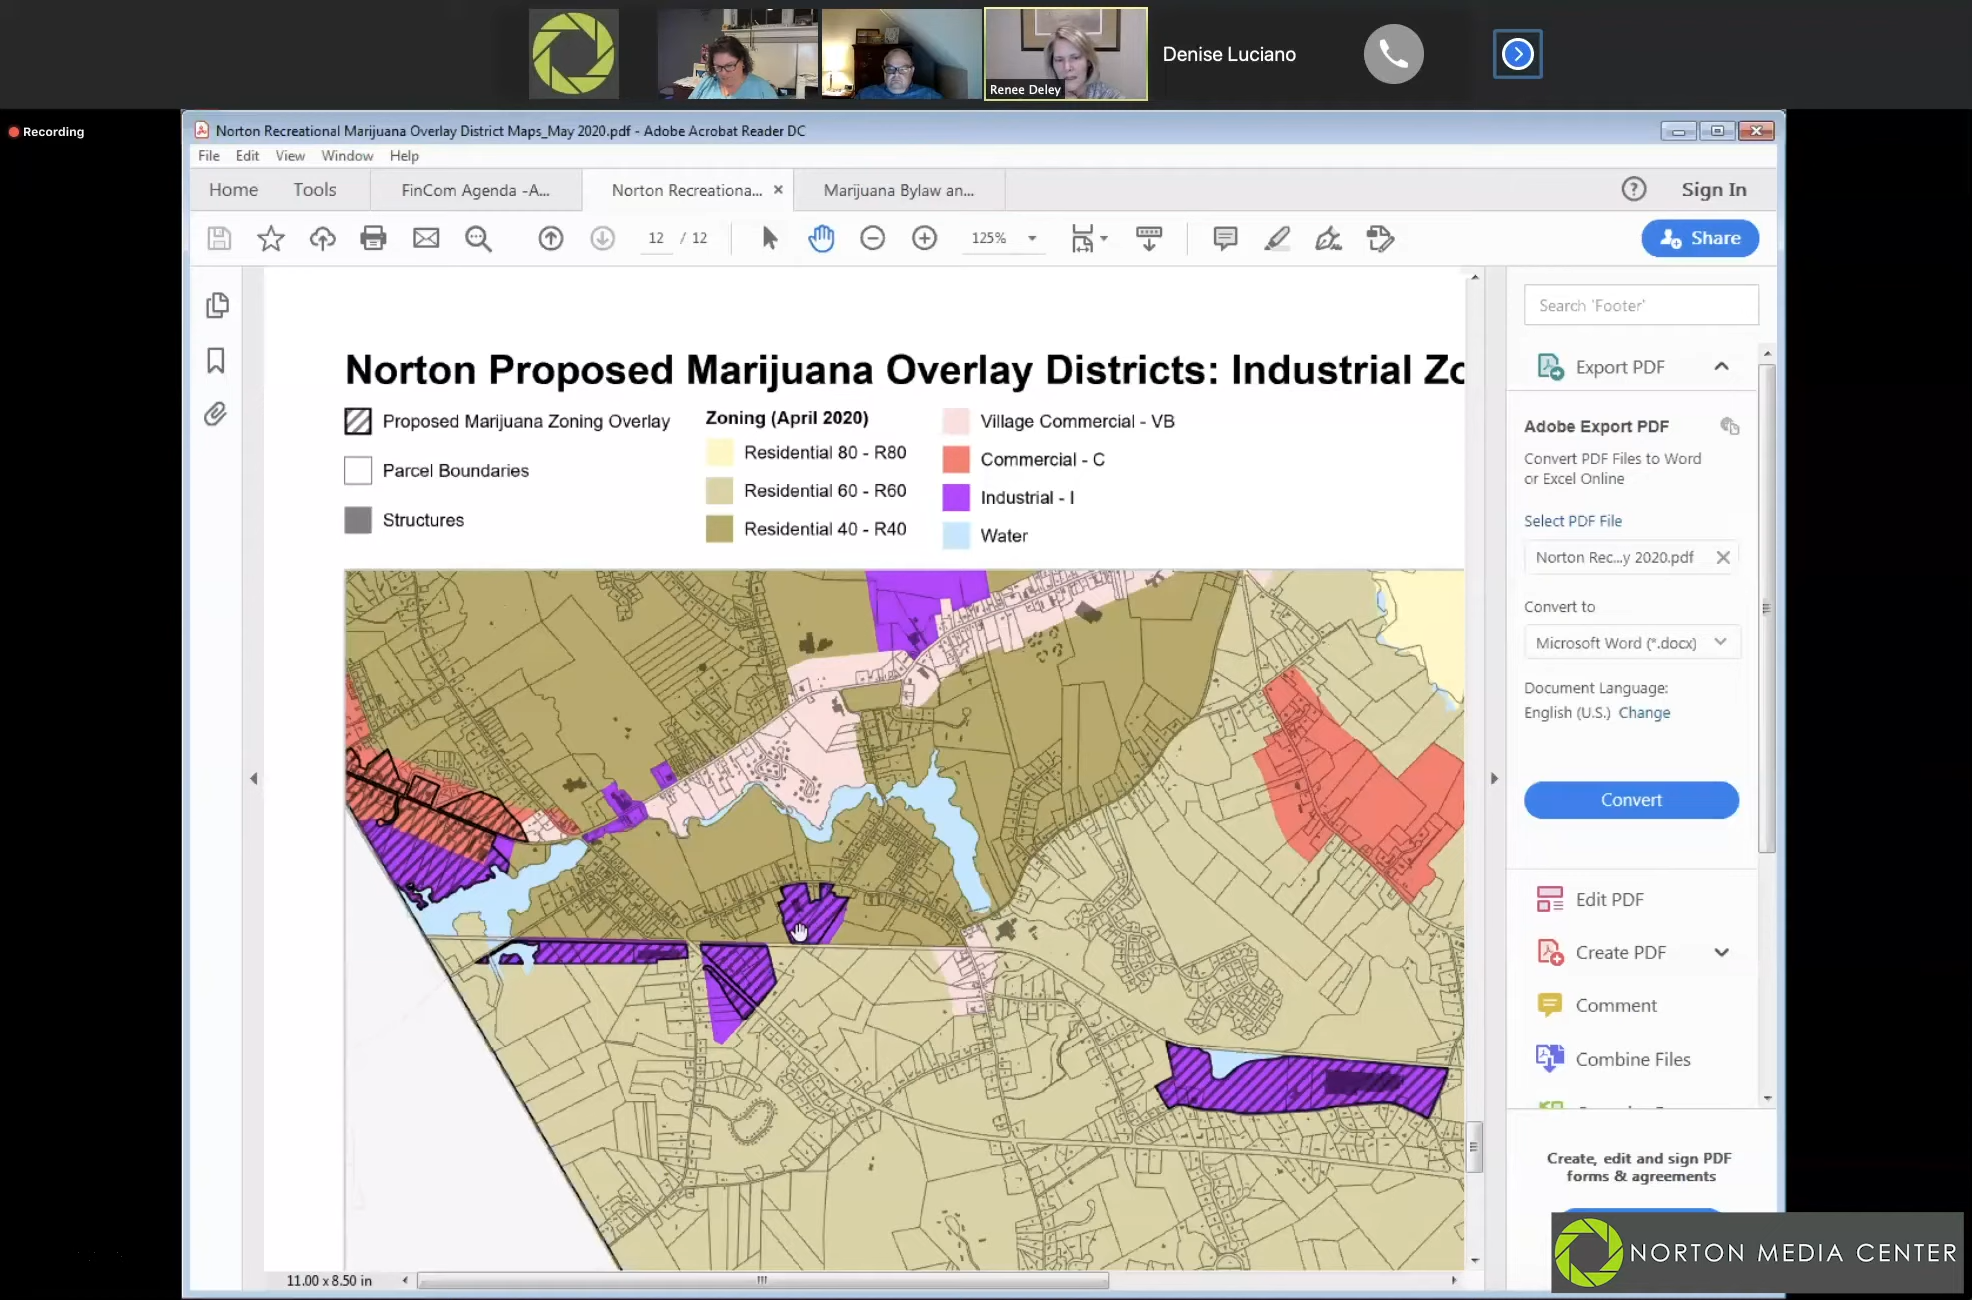 Renee Deley
Denise Luciano
Recording
Norton Recreational Marijuana Overlay District Maps_May 2020.pdf - Adobe Acrobat Reader DC
File Edit View Window Help
Home Tools FinCom Agenda -A... Norton Recreationa... × Marijuana Bylaw an... Sign In
12 / 12 125% Share
Search 'Footer'
Export PDF
Adobe Export PDF
Convert PDF Files to Word
or Excel Online
Select PDF File
Norton Rec...y 2020.pdf
Convert to
Microsoft Word (*.docx)
Document Language:
English (U.S.) Change
Convert
Edit PDF
Create PDF
Comment
Combine Files
Create, edit and sign PDF
forms & agreements
Norton Proposed Marijuana Overlay Districts: Industrial Zo
Proposed Marijuana Zoning Overlay
Parcel Boundaries
Structures
Zoning (April 2020)
Residential 80 - R80
Residential 60 - R60
Residential 40 - R40
Village Commercial - VB
Commercial - C
Industrial - I
Water
11.00 x 8.50 in
NORTON MEDIA CENTER